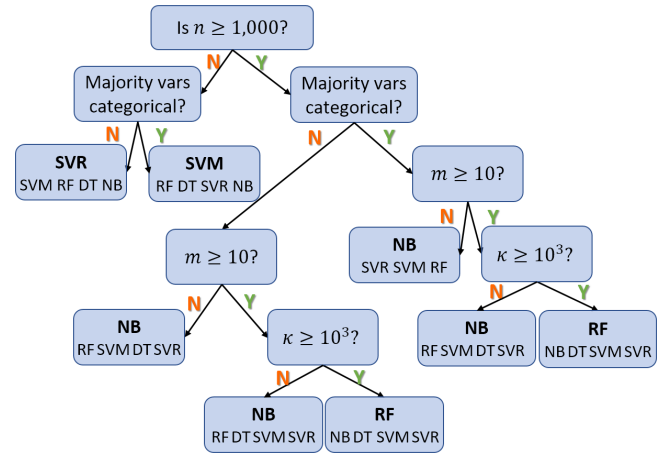 Is n ≥ 1,000?
N
Y
Majority vars
categorical?
Majority vars
categorical?
N
Y
N
Y
SVR
SVM RF DT NB
SVM
RF DT SVR NB
m ≥ 10?
N
Y
m ≥ 10?
NB
SVR SVM RF
κ ≥ 10³?
N
Y
N
Y
NB
RF SVM DT SVR
κ ≥ 10³?
NB
RF SVM DT SVR
RF
NB DT SVM SVR
N
Y
NB
RF DT SVM SVR
RF
NB DT SVM SVR